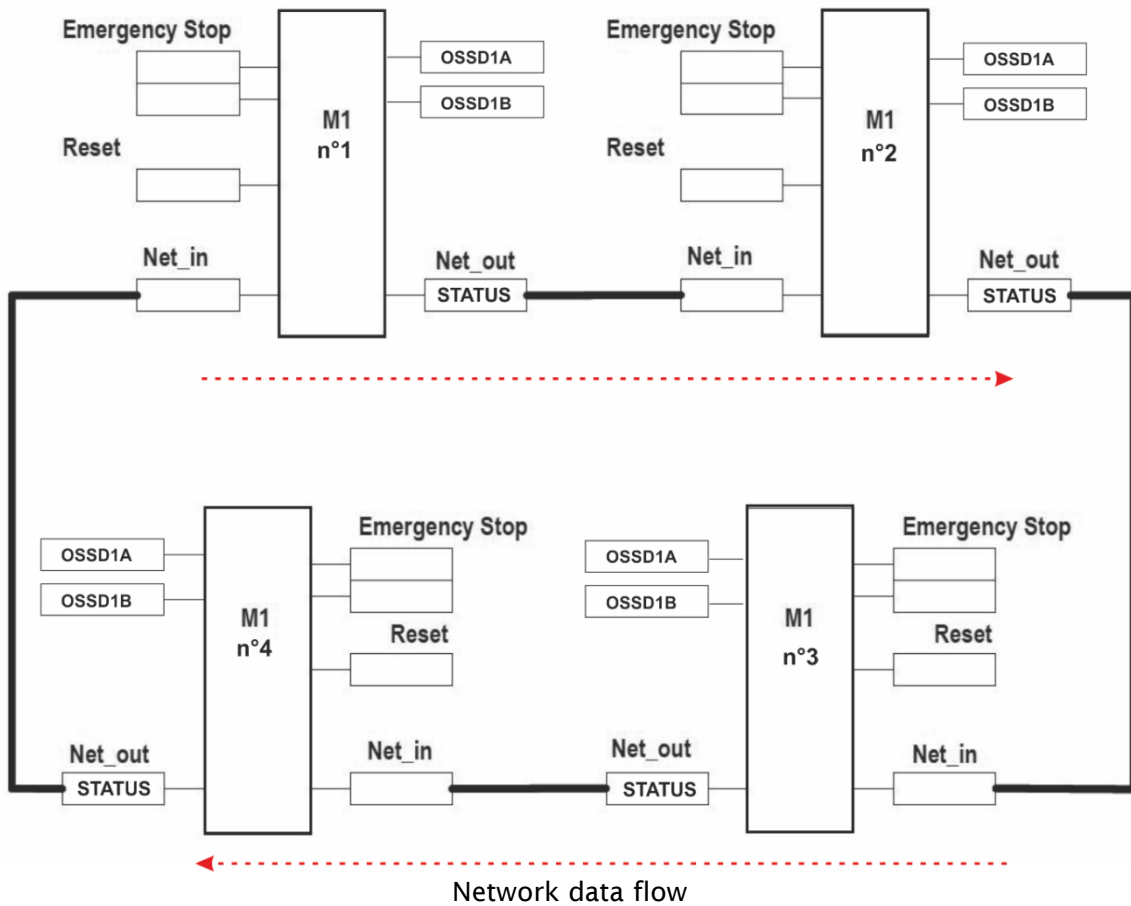 Emergency Stop
Emergency Stop
OSSD1A
OSSD1A
OSSD1B
OSSD1B
M1
n°1
M1
n°2
Reset
Reset
Net_in
Net_out
Net_in
Net_out
STATUS
STATUS
Emergency Stop
Emergency Stop
OSSD1A
OSSD1A
OSSD1B
OSSD1B
M1
n°4
M1
n°3
Reset
Reset
Net_out
Net_in
Net_out
Net_in
STATUS
STATUS
Network data flow